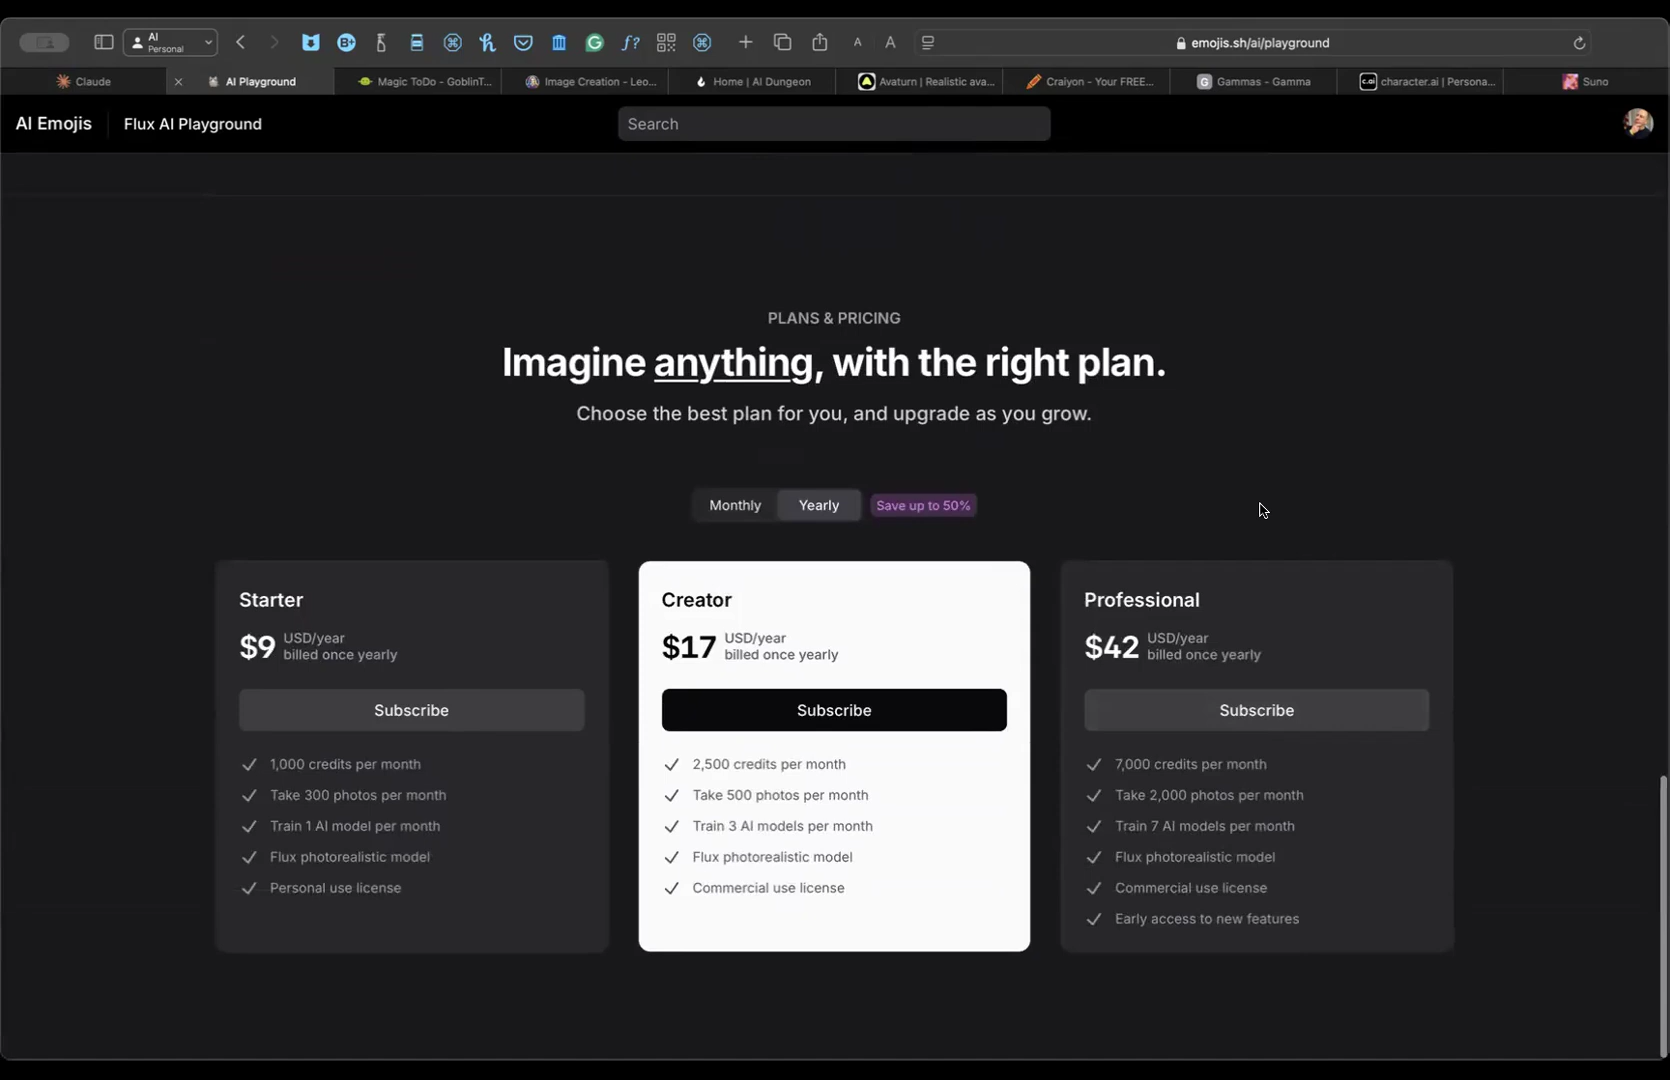 AI
Personal
emojis.sh/ai/playground
Claude
AI Playground
Magic ToDo - GoblinT...
Image Creation - Leo...
Home | AI Dungeon
Avaturn | Realistic ava...
Craiyon - Your FREE...
Gammas - Gamma
character.ai | Persona...
Suno
AI Emojis
Flux AI Playground
Search
PLANS & PRICING
Imagine anything, with the right plan.
Choose the best plan for you, and upgrade as you grow.
Monthly
Yearly
Save up to 50%
Starter
$9 USD/year
billed once yearly
Subscribe
1,000 credits per month
Take 300 photos per month
Train 1 AI model per month
Flux photorealistic model
Personal use license
Creator
$17 USD/year
billed once yearly
Subscribe
2,500 credits per month
Take 500 photos per month
Train 3 AI models per month
Flux photorealistic model
Commercial use license
Professional
$42 USD/year
billed once yearly
Subscribe
7,000 credits per month
Take 2,000 photos per month
Train 7 AI models per month
Flux photorealistic model
Commercial use license
Early access to new features